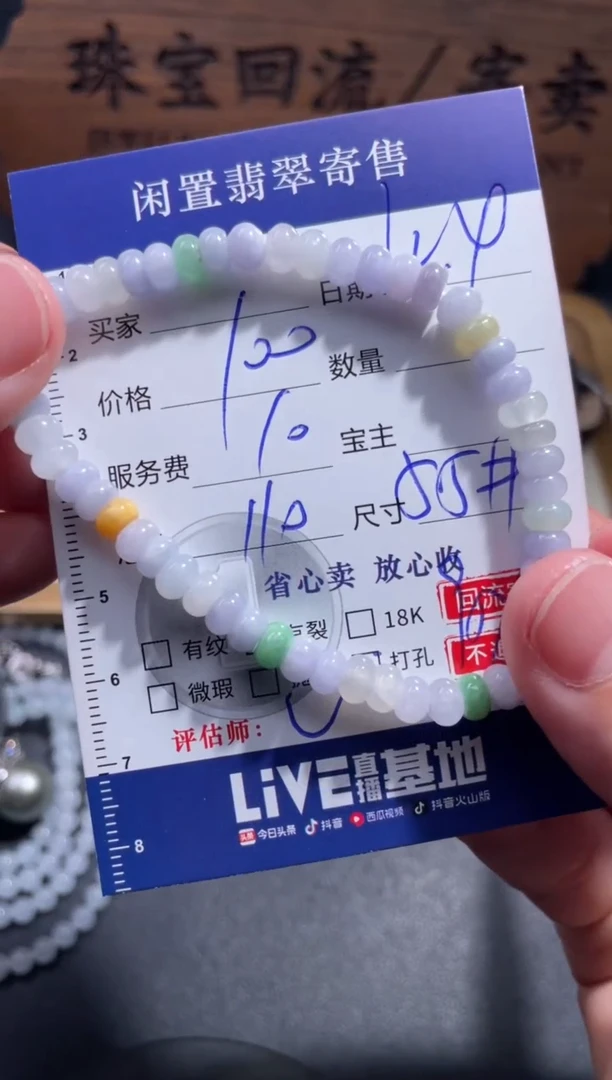 珠宝回流/寄卖
闲置翡翠寄售
1.4
日期
买家
2
100
价格
数量
3
10
服务费
宝主
110
尺寸 55#
省心卖 放心收
5
18K
回流
有纹
裂
打孔
不退
6
微瑕
评估师：
7
LiVE直播基地
今日头条 抖音 西瓜视频 抖音火山版
8